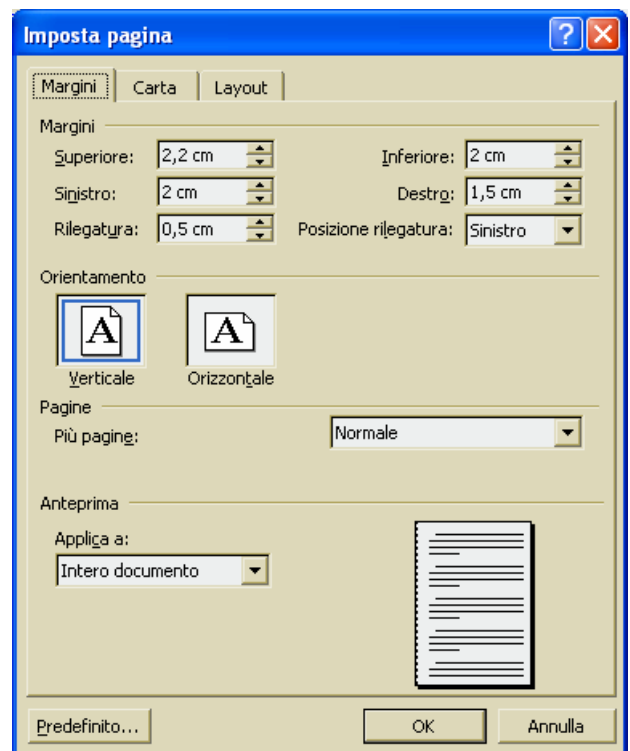 Imposta pagina
Margini Carta Layout
Margini
Superiore: 2,2 cm Inferiore: 2 cm
Sinistro: 2 cm Destro: 1,5 cm
Rilegatura: 0,5 cm Posizione rilegatura: Sinistro
Orientamento
A A
Verticale Orizzontale
Pagine
Più pagine: Normale
Anteprima
Applica a:
Intero documento
Predefinito... OK Annulla